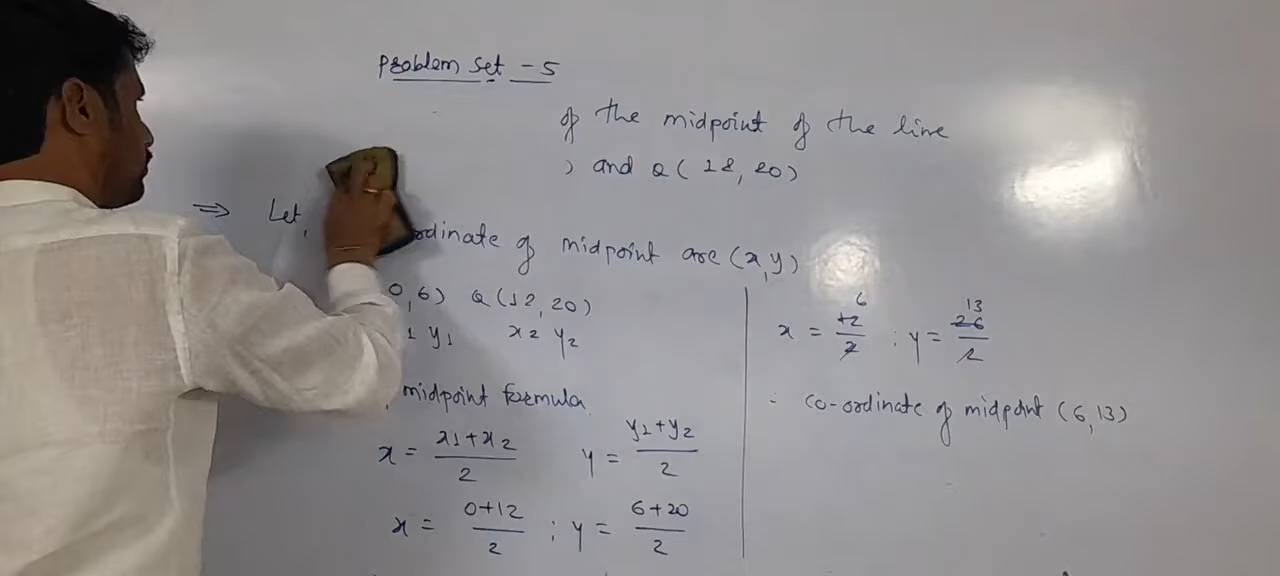 Problem Set - 5
of the midpoint of the line
) and Q( 12, 20)
⇒ Let,
ordinate of midpoint are (x,y)
0,6) Q(12,20)
1 y1 x2 y2
midpoint formula.
x = x1+x2/2 y = y1+y2/2
x = 0+12/2 ; y = 6+20/2
6 13
x = 12/2 ; y = 26/2
∴ co-ordinate of midpoint (6,13)